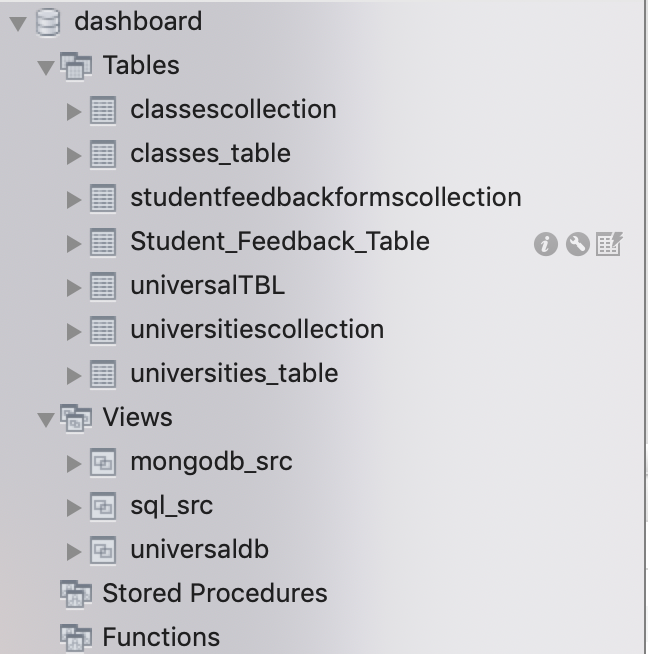 dashboard
Tables
classescollection
classes_table
studentfeedbackformscollection
Student_Feedback_Table
universalTBL
universitiescollection
universities_table
Views
mongodb_src
sql_src
universaldb
Stored Procedures
Functions